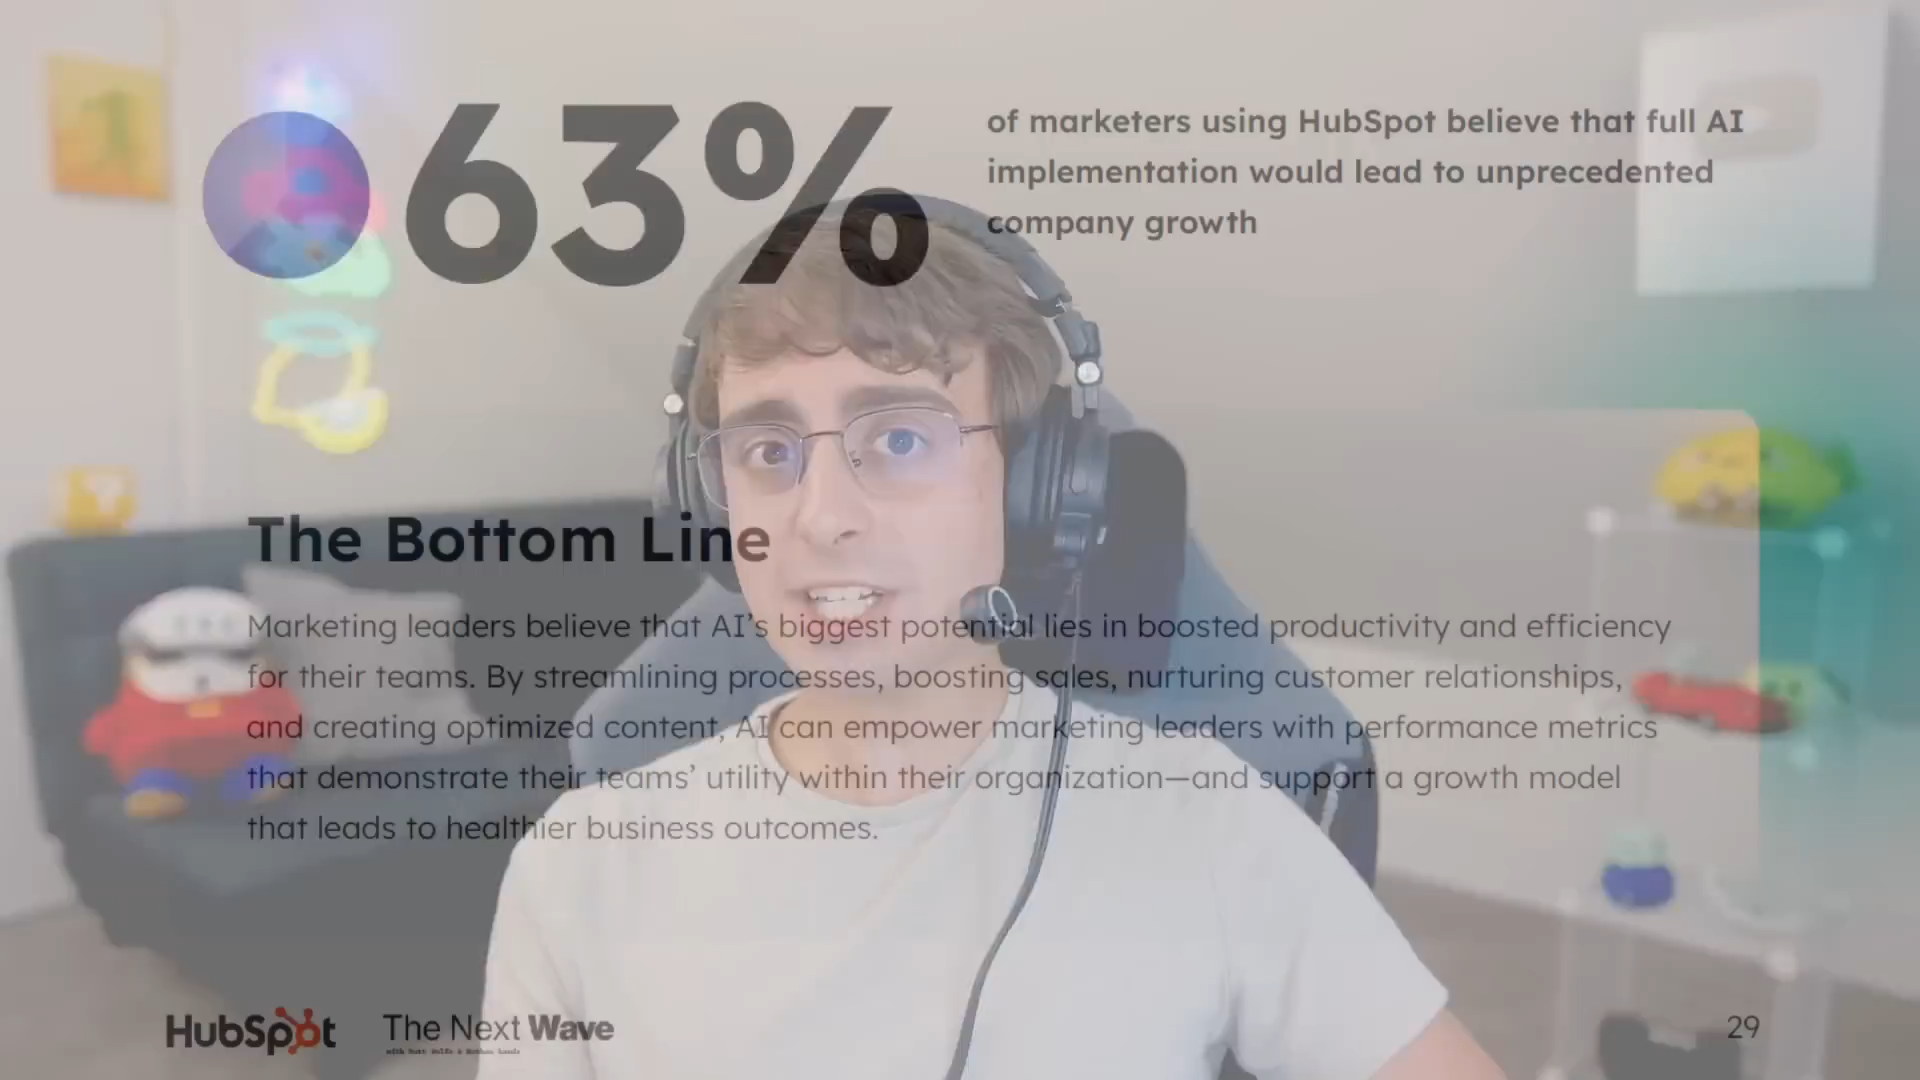 63%
of marketers using HubSpot believe that full AI
implementation would lead to unprecedented
company growth
The Bottom Line
Marketing leaders believe that AI’s biggest potential lies in boosted productivity and efficiency
for their teams. By streamlining processes, boosting sales, nurturing customer relationships,
and creating optimized content, AI can empower marketing leaders with performance metrics
that demonstrate their teams’ utility within their organization—and support a growth model
that leads to healthier business outcomes.
HubSpot
The Next Wave
29